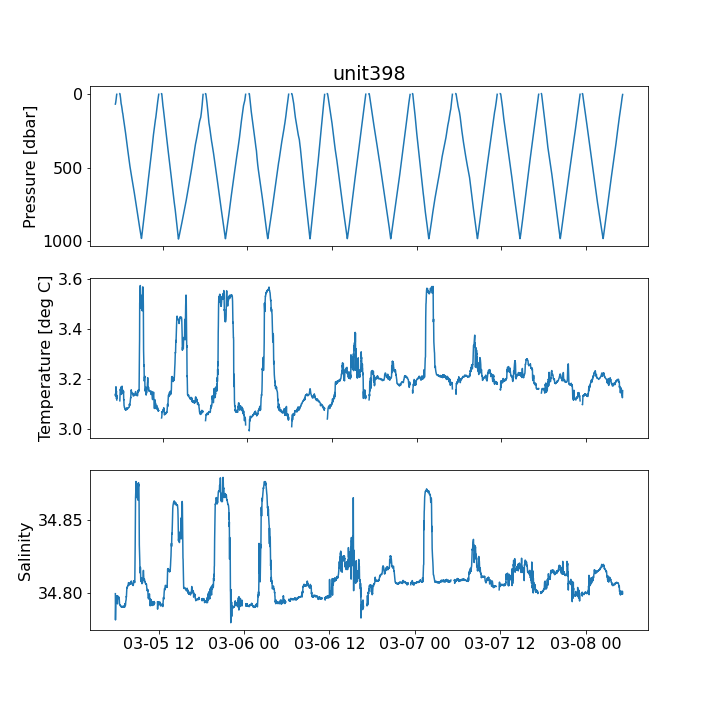 unit398
Pressure [dbar]
0
500
1000
Temperature [deg C]
3.6
3.4
3.2
3.0
Salinity
34.85
34.80
03-05 12 03-06 00 03-06 12 03-07 00 03-07 12 03-08 00